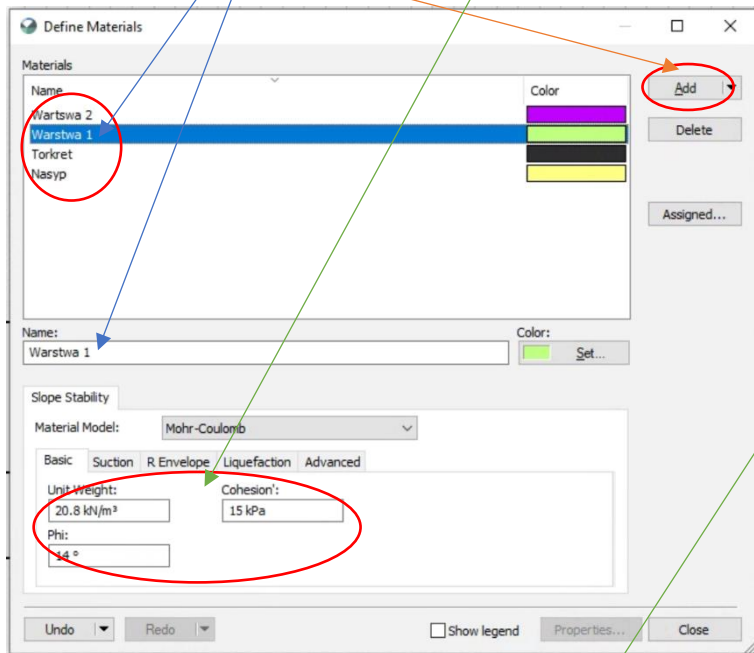 Define Materials
Materials
Name Color
Add
Wartswa 2
Warstwa 1
Delete
Torkret
Nasyp
Assigned...
Name: Color:
Warstwa 1 Set...
Slope Stability
Material Model: Mohr-Coulomb
Basic Suction R Envelope Liquefaction Advanced
Unit Weight: Cohesion':
20.8 kN/m³ 15 kPa
Phi:
14 °
Undo Redo Show legend Properties... Close